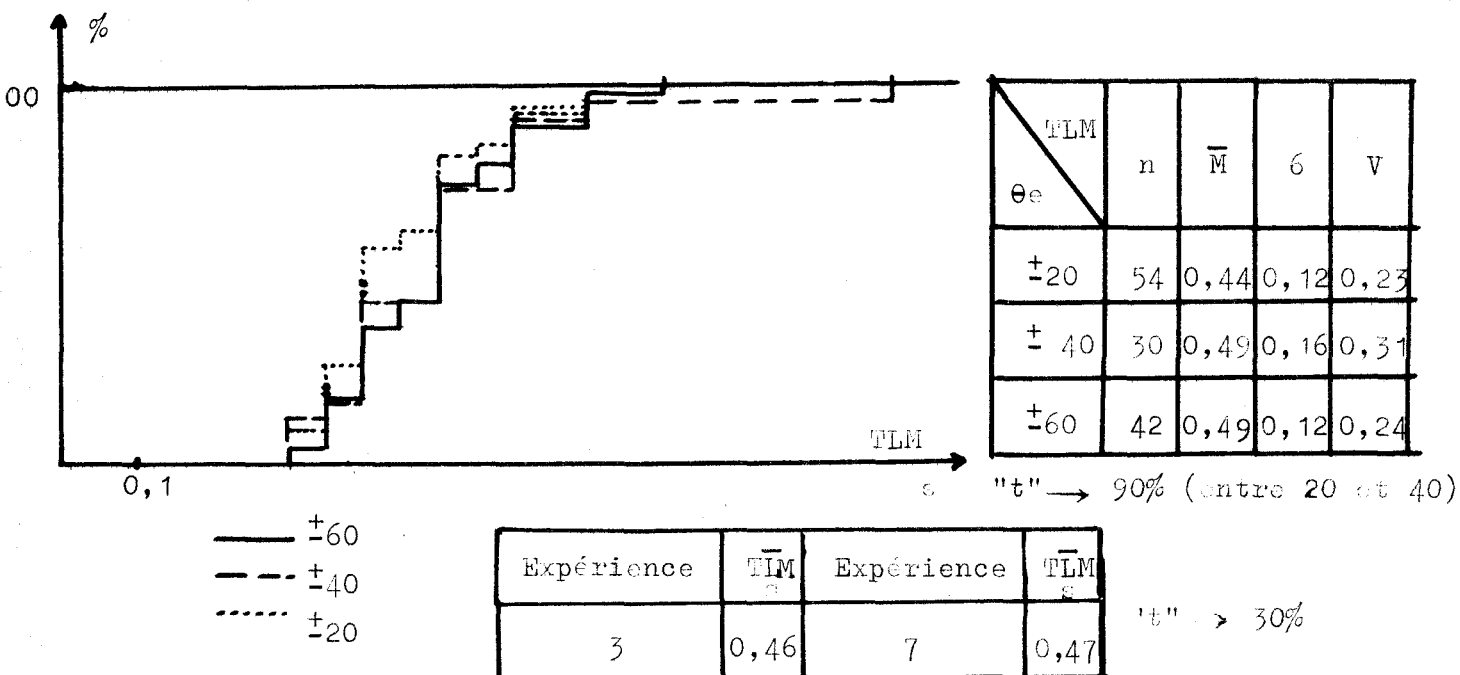 %
00
0,1
TLM
s
±60
±40
±20
TLM
θe
n M̅ 6 V
±20 54 0,44 0,12 0,23
± 40 30 0,49 0,16 0,31
±60 42 0,49 0,12 0,24
"t" → 90% (entre 20 et 40)
Expérience T̅L̅M s Expérience T̅L̅M s
3 0,46 7 0,47
't" > 30%